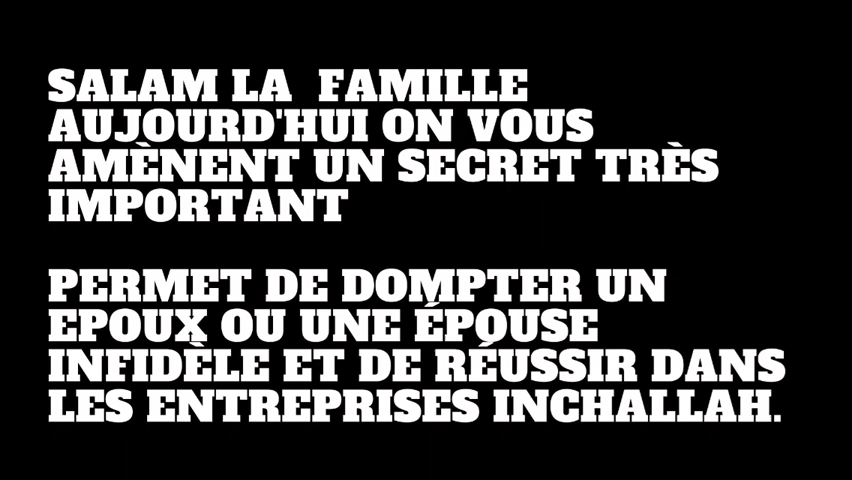 SALAM LA FAMILLE
AUJOURD'HUI ON VOUS
AMÈNENT UN SECRET TRÈS
IMPORTANT
PERMET DE DOMPTER UN
EPOUX OU UNE ÉPOUSE
INFIDÈLE ET DE RÉUSSIR DANS
LES ENTREPRISES INCHALLAH.